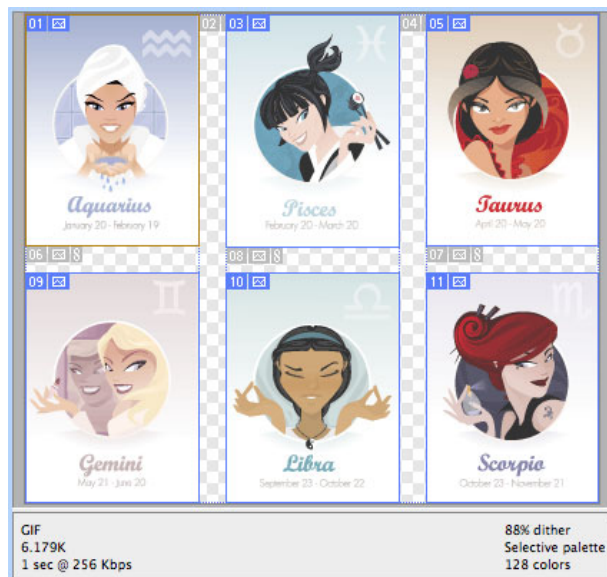 01
02
03
04
05
Aquarius
January 20 - February 19
Pisces
February 20 - March 20
Taurus
April 20 - May 20
06
08
07
09
10
11
Gemini
May 21 - June 20
Libra
September 23 - October 22
Scorpio
October 23 - November 21
GIF
88% dither
6.179K
Selective palette
1 sec @ 256 Kbps
128 colors